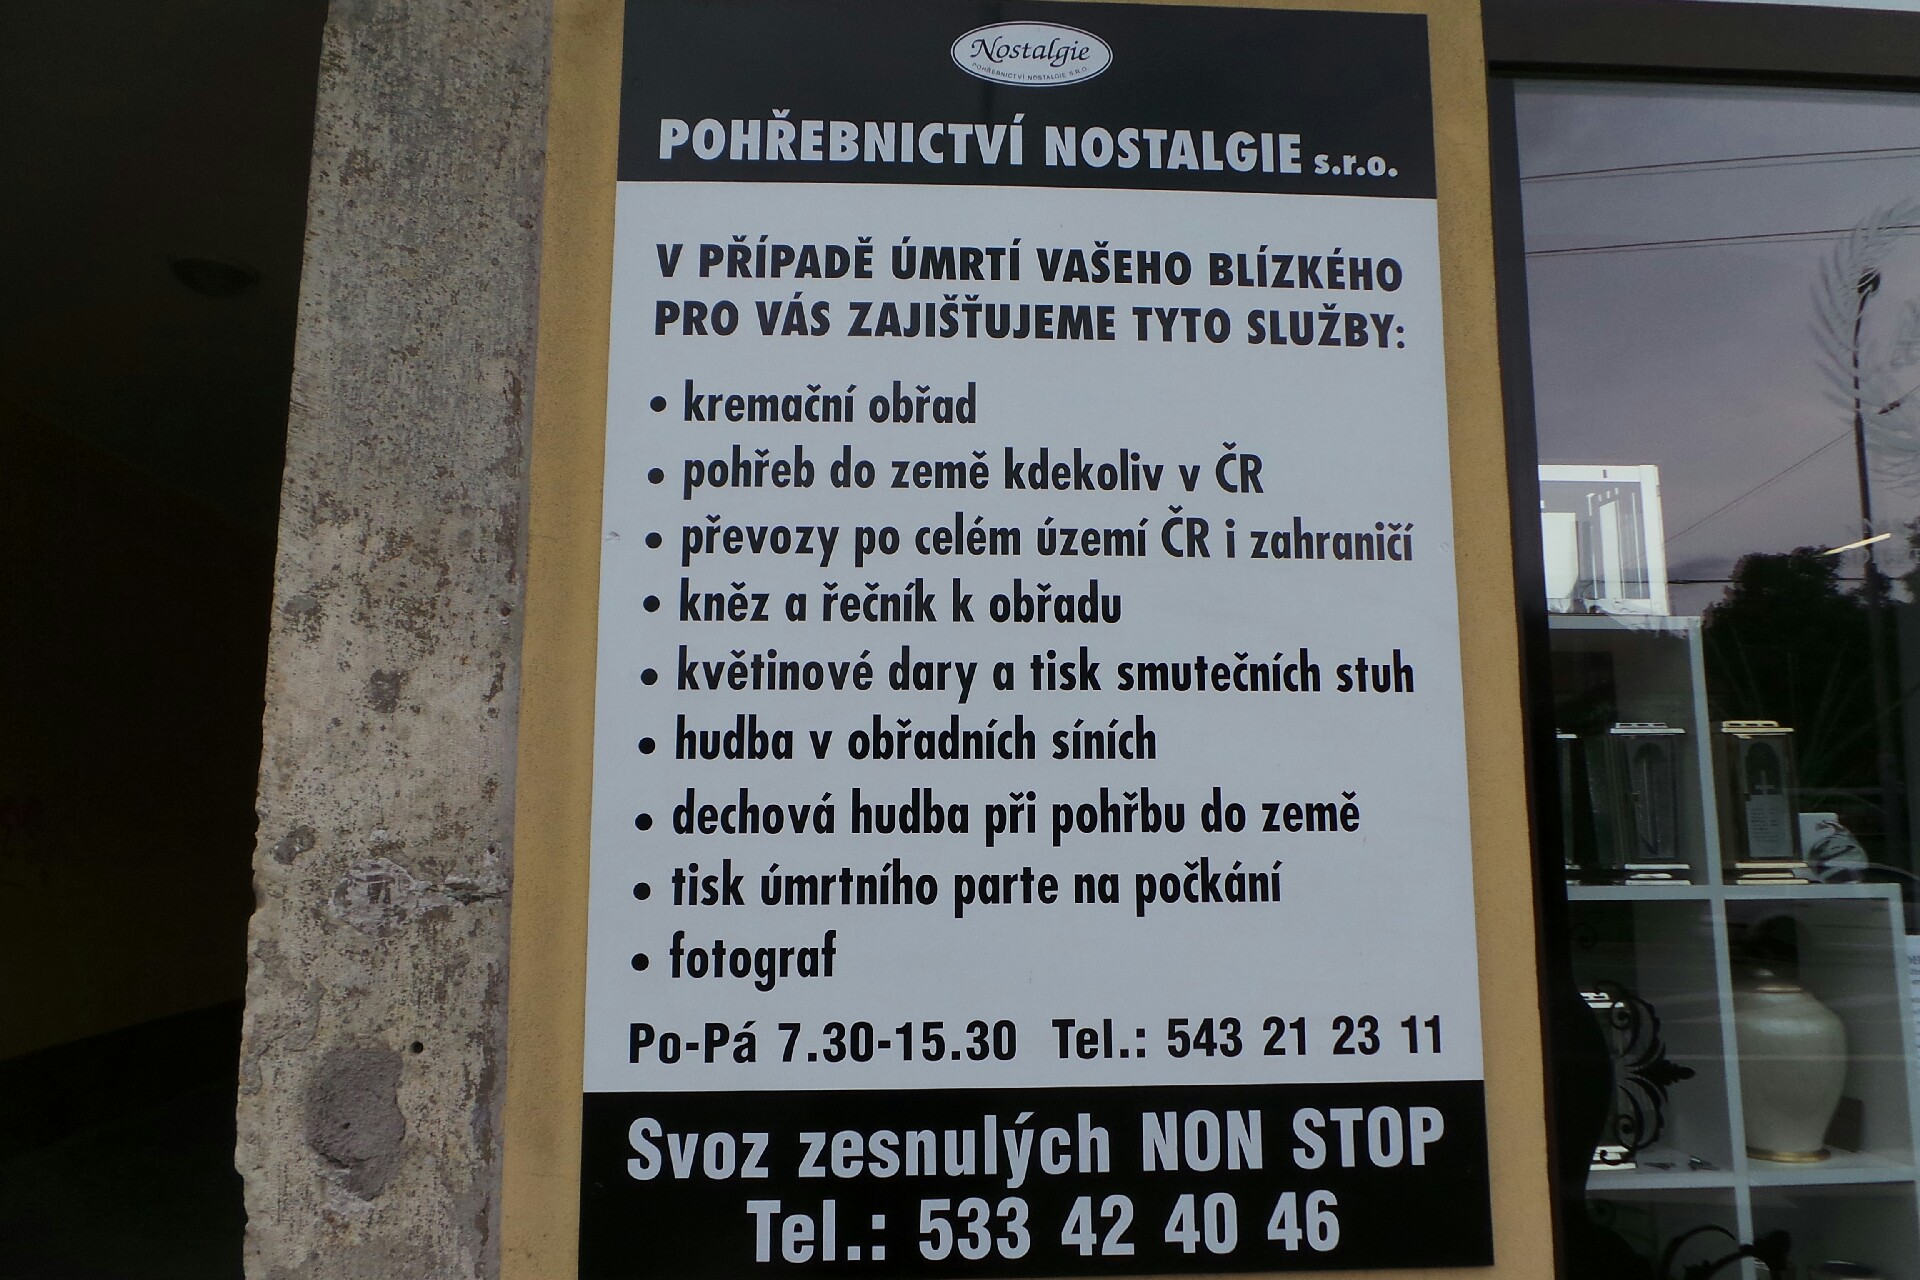 Nostalgie
POHŘEBNICTVÍ NOSTALGIE S.R.O.
POHŘEBNICTVÍ NOSTALGIE s.r.o.
V PŘÍPADĚ ÚMRTÍ VAŠEHO BLÍZKÉHO
PRO VÁS ZAJIŠŤUJEME TYTO SLUŽBY:
• kremační obřad
• pohřeb do země kdekoliv v ČR
• převozy po celém území ČR i zahraničí
• kněz a řečník k obřadu
• květinové dary a tisk smutečních stuh
• hudba v obřadních síních
• dechová hudba při pohřbu do země
• tisk úmrtního parte na počkání
• fotograf
Po-Pá 7.30-15.30 Tel.: 543 21 23 11
Svoz zesnulých NON STOP
Tel.: 533 42 40 46